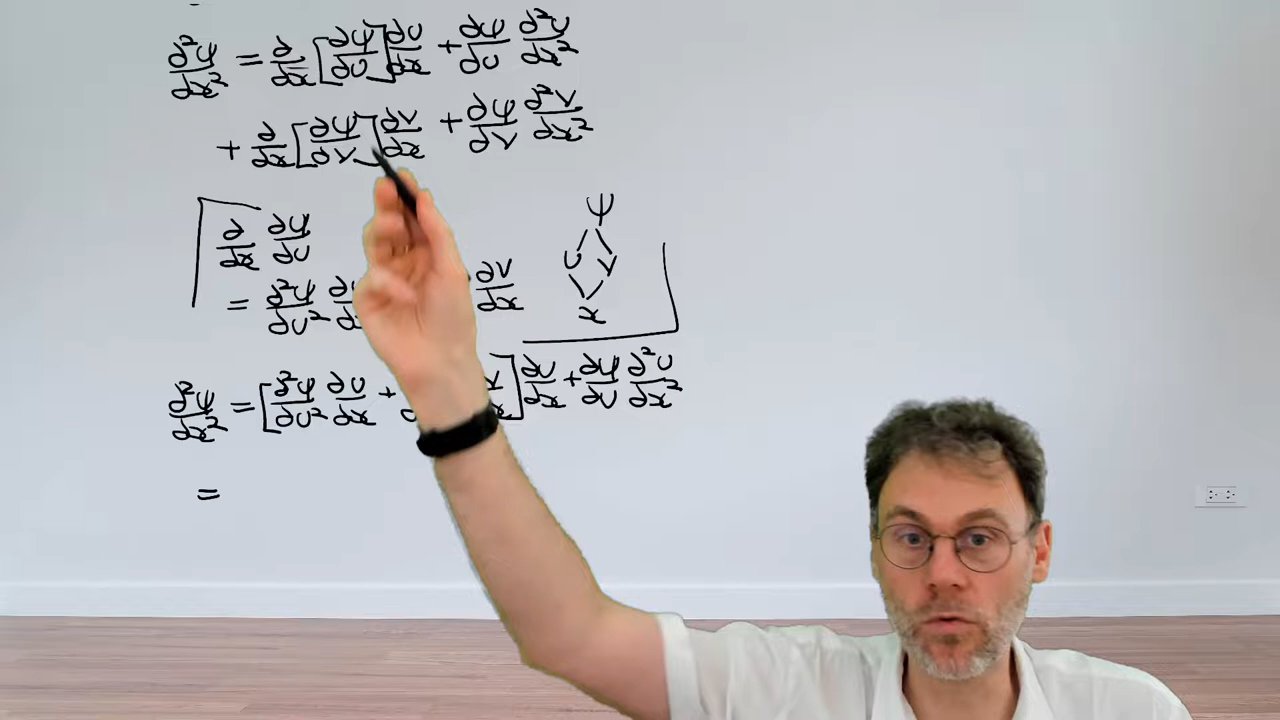 ∂²ψ/∂x² = ∂/∂x [∂ψ/∂u] ∂u/∂x + ∂ψ/∂u ∂²u/∂x²
+ ∂/∂x [∂ψ/∂v] ∂v/∂x + ∂ψ/∂v ∂²v/∂x²
∂/∂x ∂ψ/∂u
= ∂²ψ/∂u² ∂v/∂x
ψ
u v
x
∂²ψ/∂x² = [∂²ψ/∂u² ∂u/∂x + ] ∂u/∂x + ∂ψ/∂u ∂²u/∂x²
=